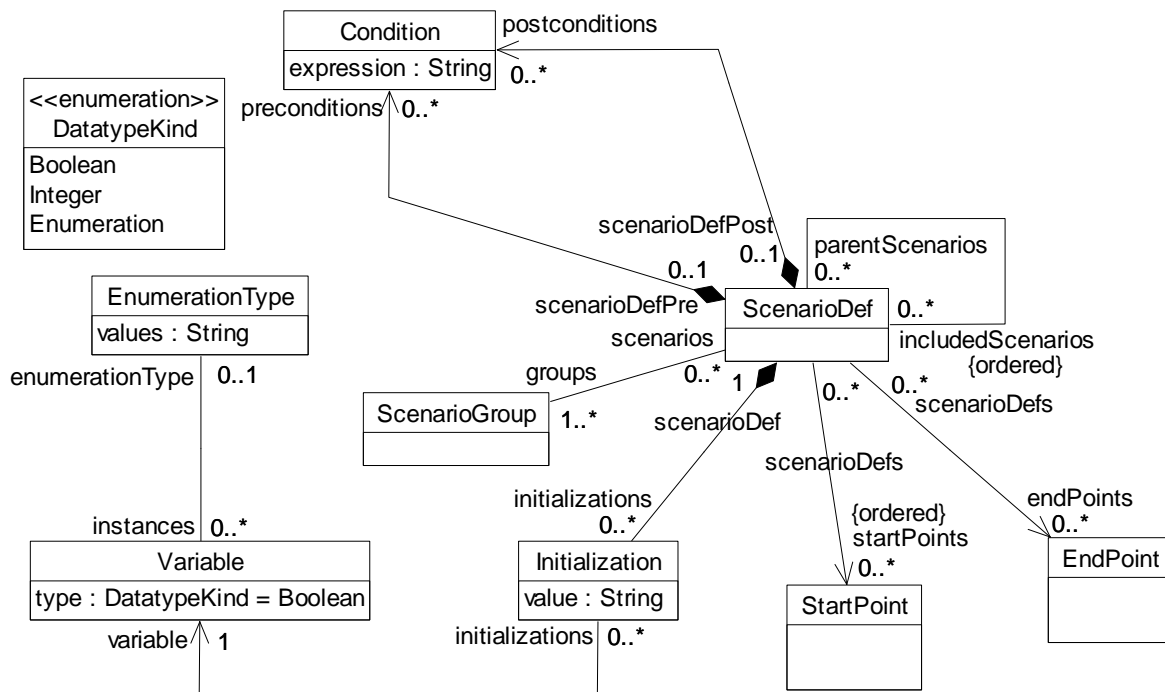 postconditions
Condition
expression : String
0..*
preconditions
0..*
<<enumeration>>
DatatypeKind
Boolean
Integer
Enumeration
scenarioDefPost
0..1
0..1
parentScenarios
0..*
EnumerationType
values : String
scenarioDefPre
ScenarioDef
0..*
enumerationType
0..1
scenarios
0..*
1
includedScenarios
{ordered}
groups
ScenarioGroup
1..*
scenarioDef
0..*
0..*
scenarioDefs
scenarioDefs
instances
0..*
initializations
0..*
{ordered}
startPoints
0..*
endPoints
0..*
Variable
type : DatatypeKind = Boolean
Initialization
value : String
StartPoint
EndPoint
variable
1
initializations
0..*